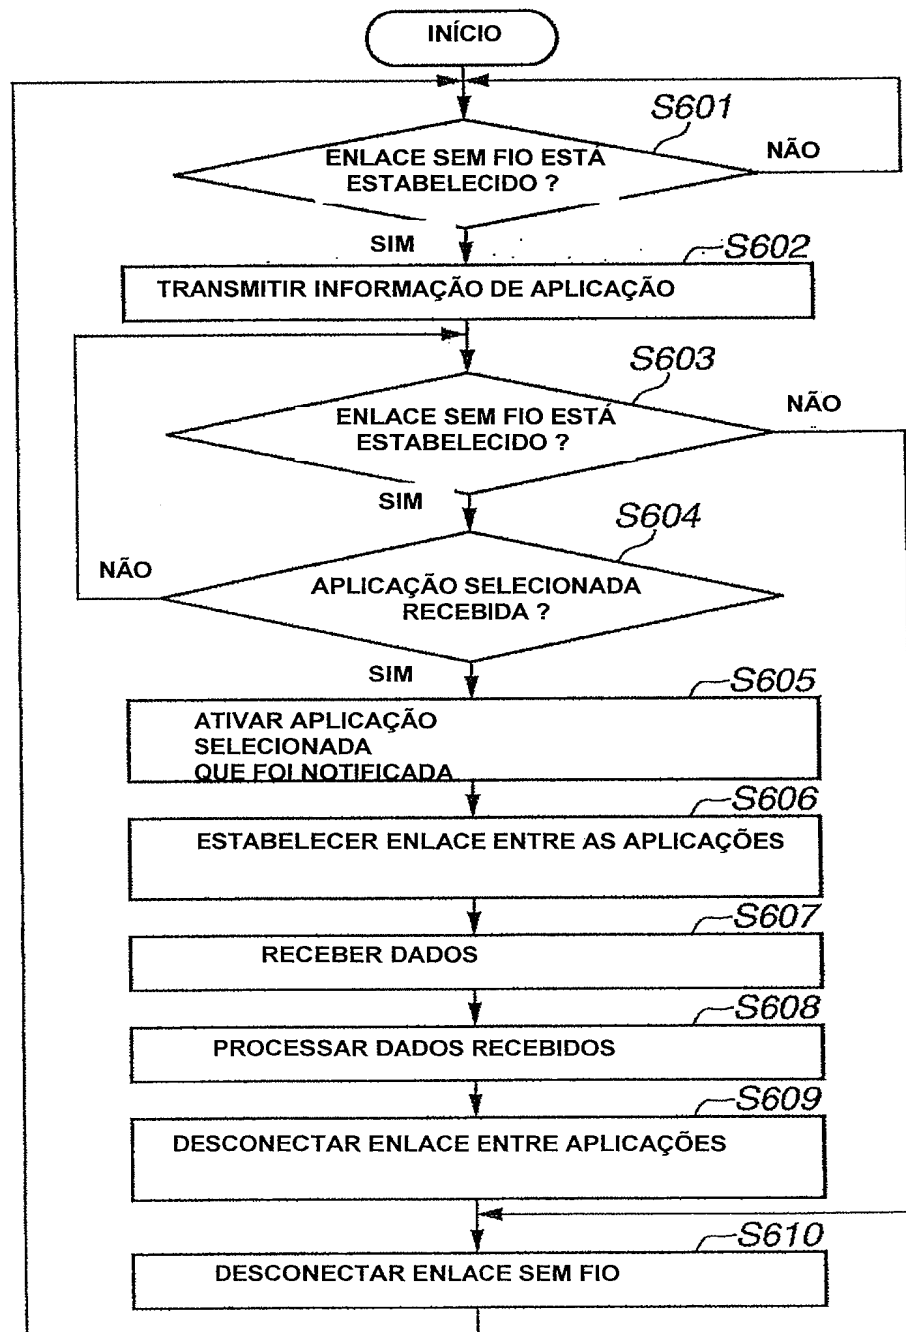 INÍCIO
S601
ENLACE SEM FIO ESTÁ
ESTABELECIDO ?
NÃO
SIM
S602
TRANSMITIR INFORMAÇÃO DE APLICAÇÃO
S603
ENLACE SEM FIO ESTÁ
ESTABELECIDO ?
NÃO
SIM
S604
NÃO
APLICAÇÃO SELECIONADA
RECEBIDA ?
SIM
S605
ATIVAR APLICAÇÃO
SELECIONADA
QUE FOI NOTIFICADA
S606
ESTABELECER ENLACE ENTRE AS APLICAÇÕES
S607
RECEBER DADOS
S608
PROCESSAR DADOS RECEBIDOS
S609
DESCONECTAR ENLACE ENTRE APLICAÇÕES
S610
DESCONECTAR ENLACE SEM FIO